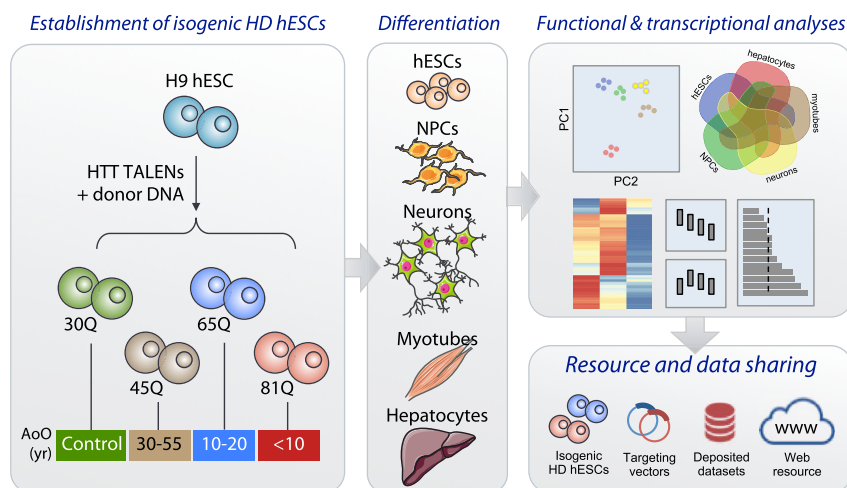 Establishment of isogenic HD hESCs
H9 hESC
HTT TALENs
+ donor DNA
30Q
65Q
45Q
81Q
AoO
(yr)
Control
30-55
10-20
<10
Differentiation
hESCs
NPCs
Neurons
Myotubes
Hepatocytes
Functional & transcriptional analyses
PC1
PC2
hESCs
hepatocytes
myotubes
neurons
NPCs
Resource and data sharing
Isogenic
HD hESCs
Targeting
vectors
Deposited
datasets
www
Web
resource